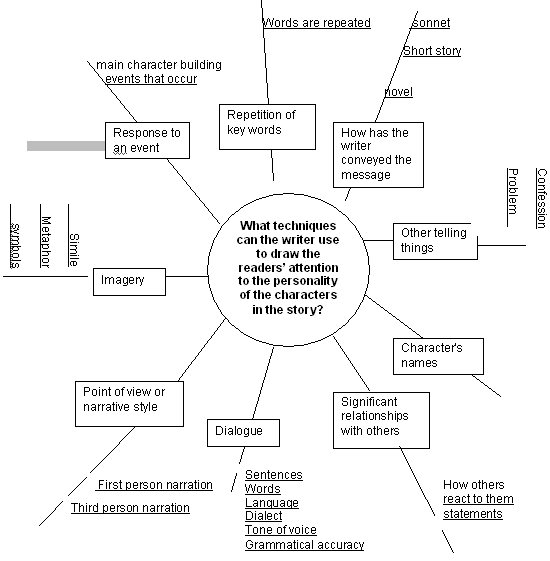 Words are repeated
sonnet
Short story
novel
main character building
events that occur
Repetition of
key words
Response to
an event
How has the
writer
conveyed the
message
Confession
Problem
Other telling
things
What techniques
can the writer use
to draw the
readers' attention
to the personality
of the characters
in the story?
Simile
Metaphor
symbols
Imagery
Character's
names
Point of view or
narrative style
Significant
relationships
with others
Dialogue
First person narration
Third person narration
Sentences
Words
Language
Dialect
Tone of voice
Grammatical accuracy
How others
react to them
statements